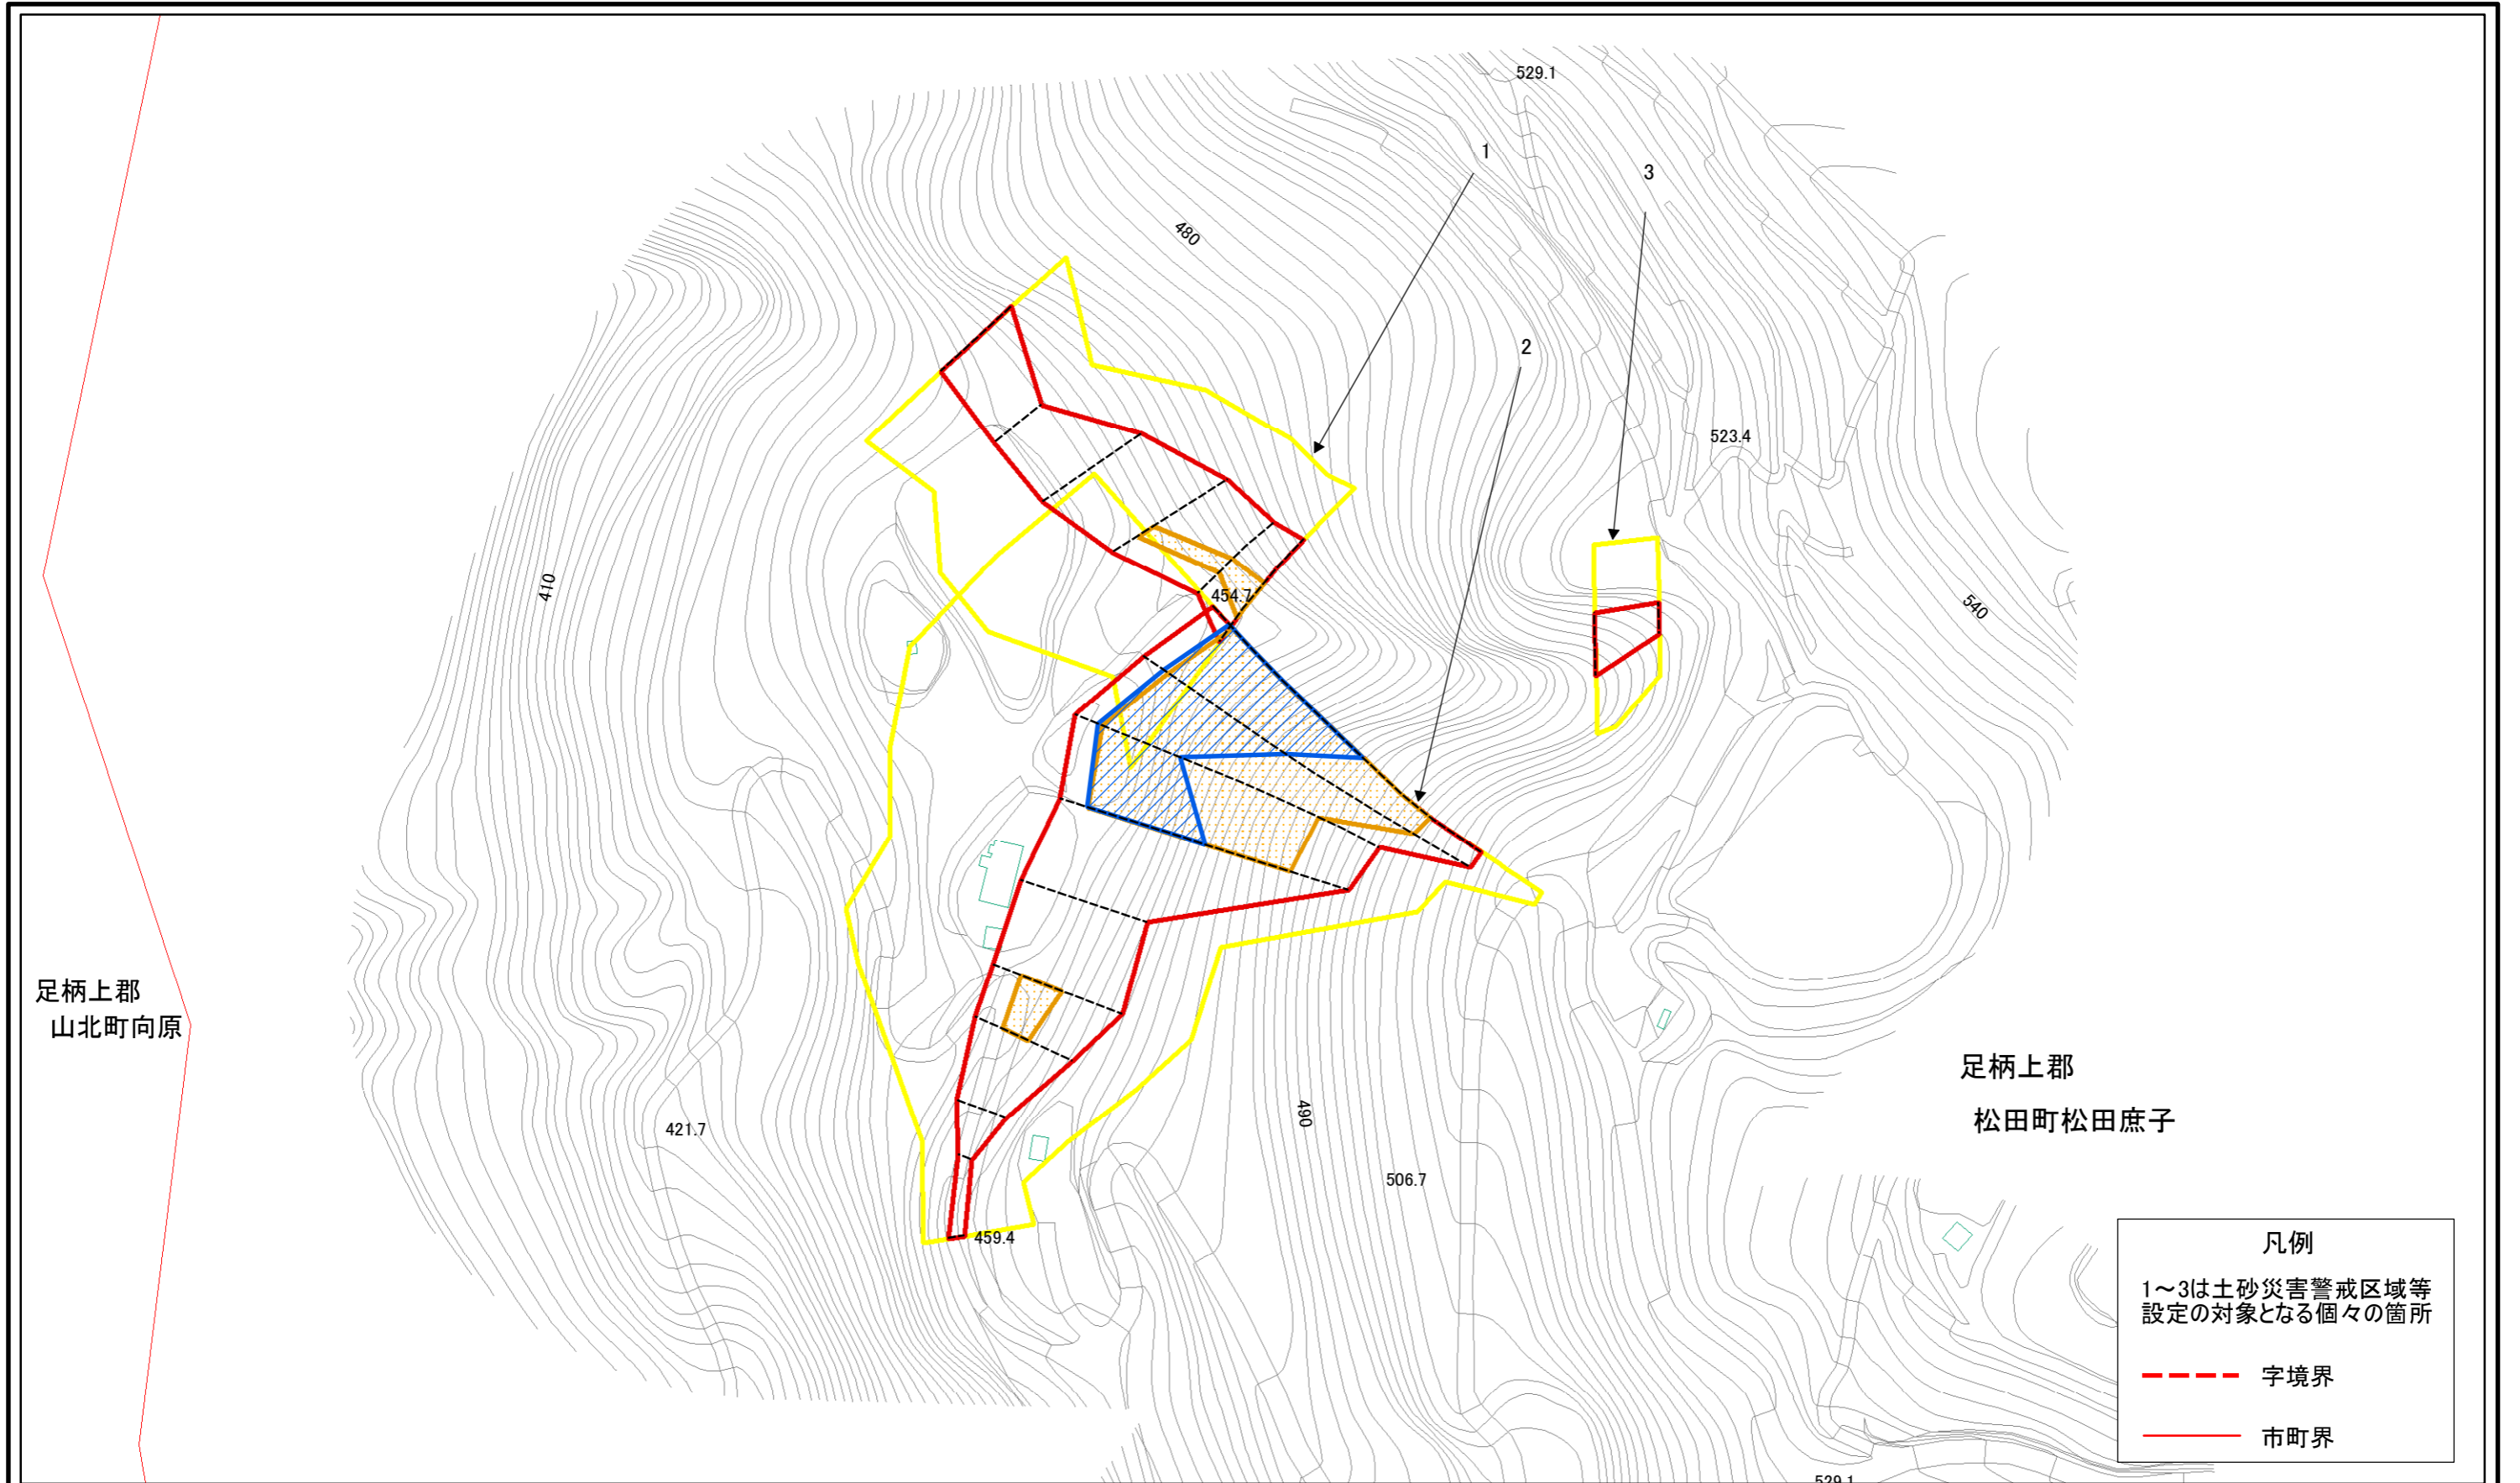 529.1
1
3
480
2
523.4
410
454.7
540
足柄上郡
山北町向原
足柄上郡
松田町松田庶子
490
421.7
506.7
459.4
凡例
1～3は土砂災害警戒区域等
設定の対象となる個々の箇所
字境界
市町界
529.1